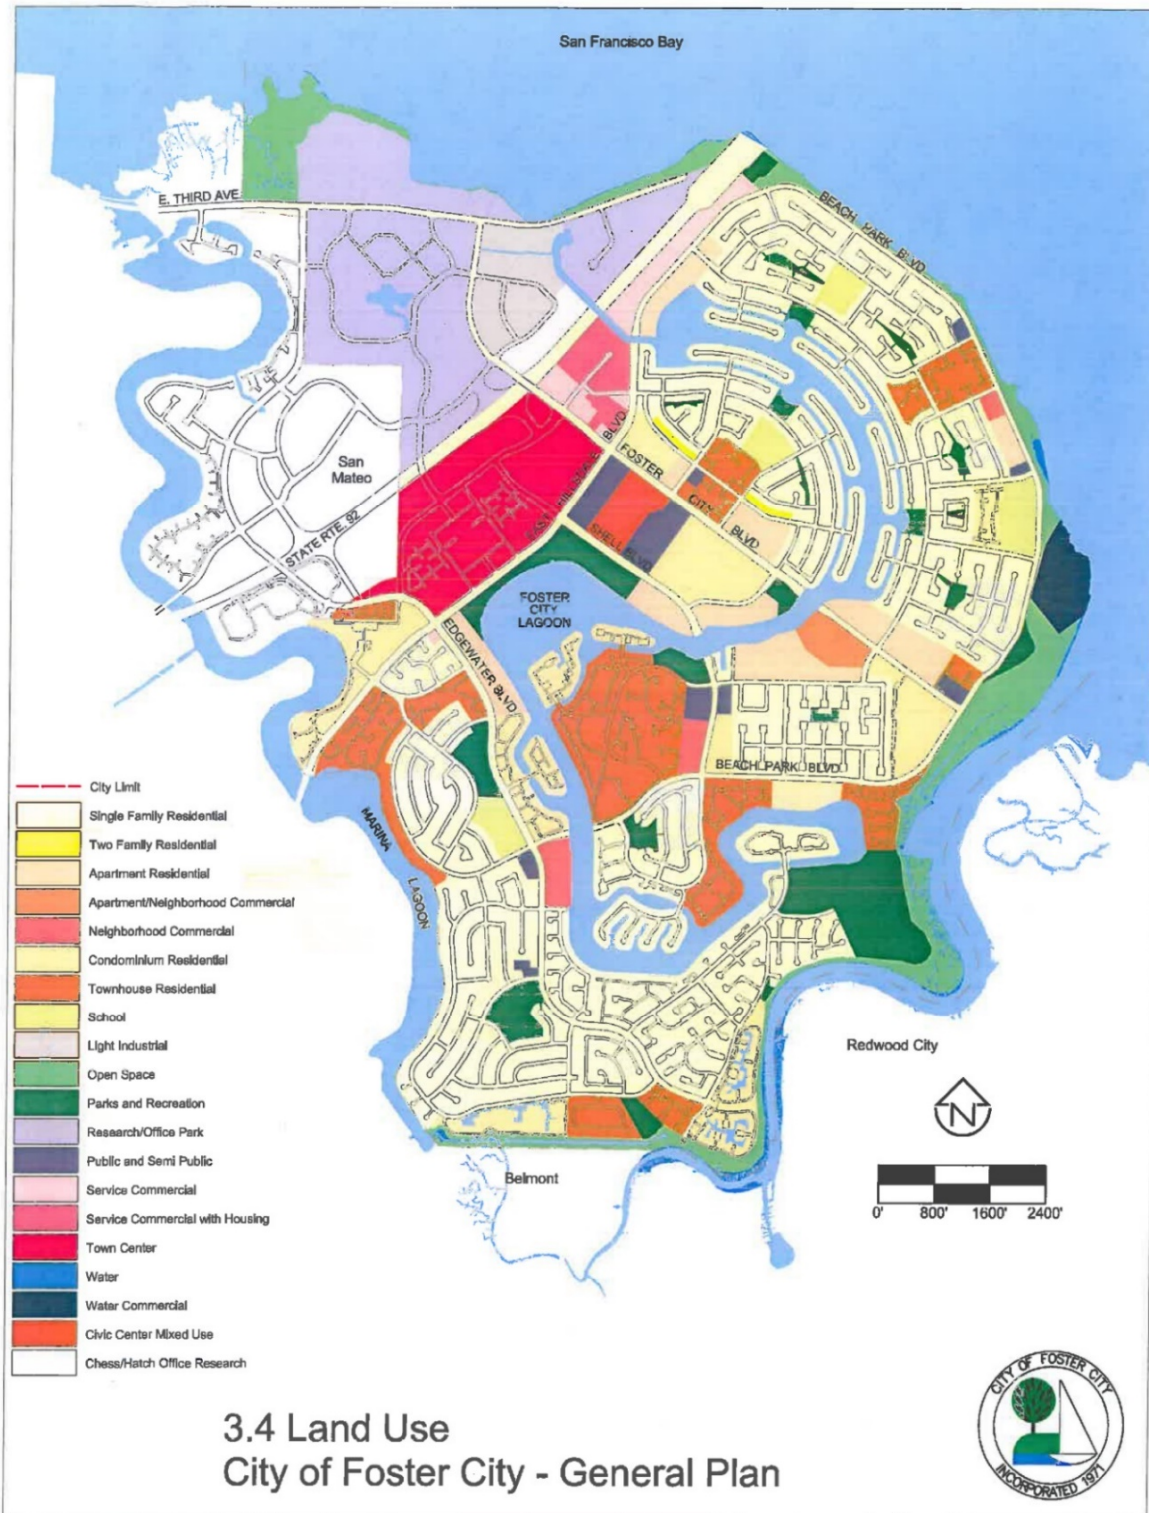 San Francisco Bay
E. THIRD AVE.
BEACH PARK BLVD
San
Mateo
STATE RTE. 92
EAST HILLSDALE BLVD
FOSTER
CITY
BLVD
SHELL BLVD
FOSTER
CITY
LAGOON
EDGEWATER BLVD
BEACH PARK BLVD
MARINA
LAGOON
City Limit
Single Family Residential
Two Family Residential
Apartment Residential
Apartment/Neighborhood Commercial
Neighborhood Commercial
Condominium Residential
Townhouse Residential
School
Light Industrial
Open Space
Parks and Recreation
Research/Office Park
Public and Semi Public
Service Commercial
Service Commercial with Housing
Town Center
Water
Water Commercial
Civic Center Mixed Use
Chess/Hatch Office Research
Redwood City
Belmont
N
0' 800' 1600' 2400'
3.4 Land Use
City of Foster City - General Plan
CITY OF FOSTER CITY
INCORPORATED 1971